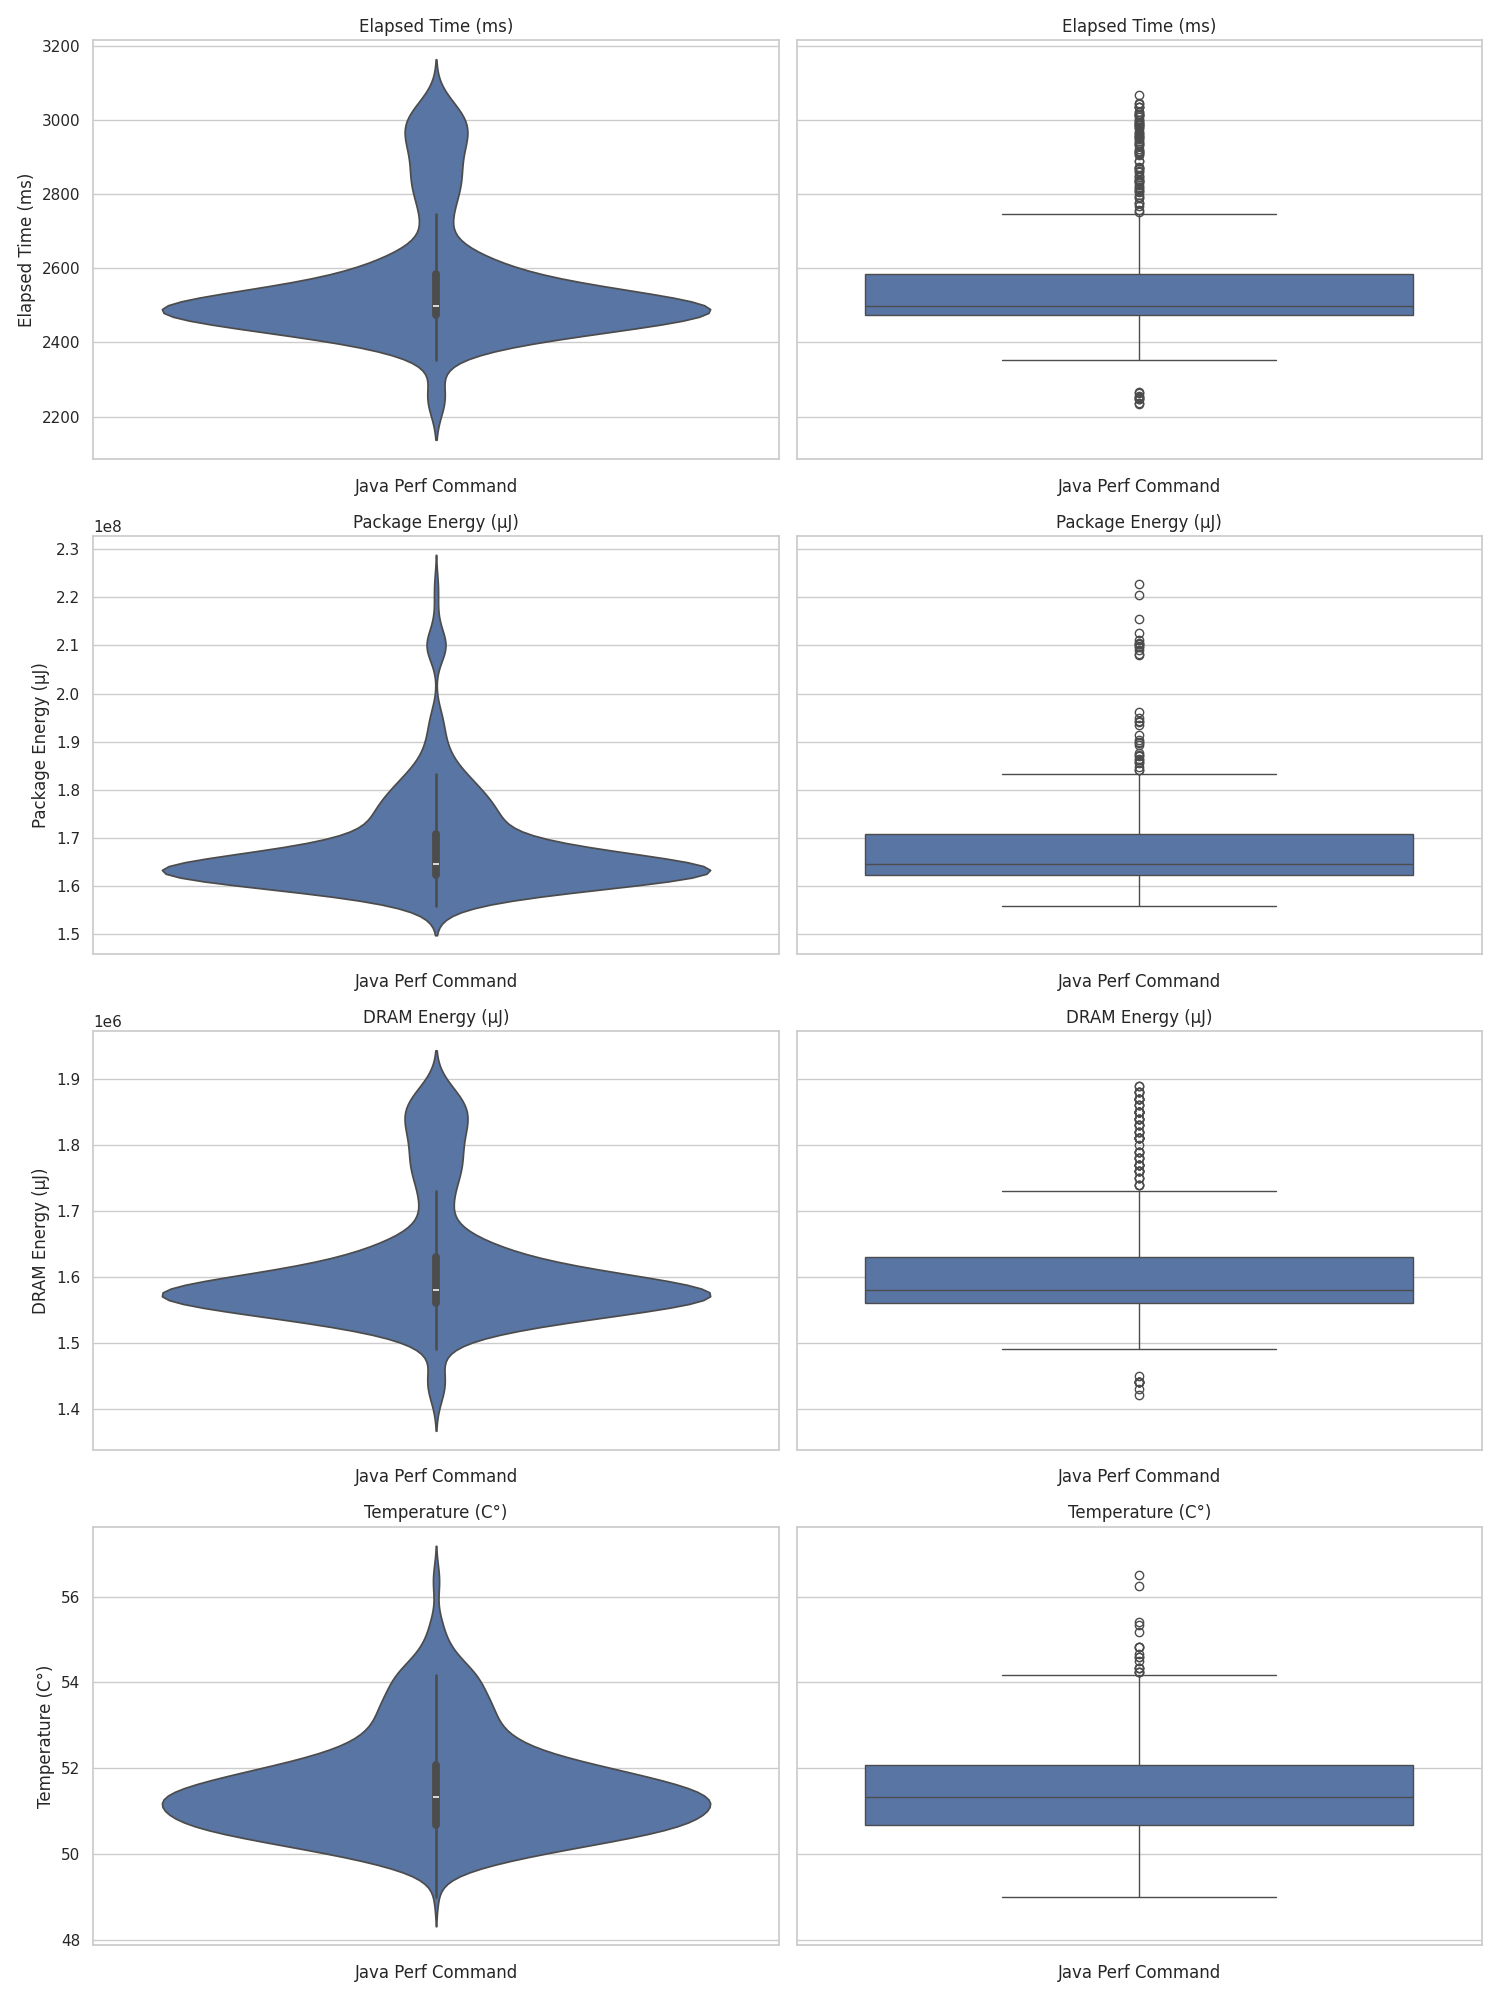 Elapsed Time (ms)
Elapsed Time (ms)
3200
3000
2800
2600
2400
2200
Elapsed Time (ms)
Java Perf Command
Java Perf Command
1e8
Package Energy (µJ)
Package Energy (µJ)
2.3
2.2
2.1
2.0
1.9
1.8
1.7
1.6
1.5
Package Energy (µJ)
Java Perf Command
Java Perf Command
1e6
DRAM Energy (µJ)
DRAM Energy (µJ)
1.9
1.8
1.7
1.6
1.5
1.4
DRAM Energy (µJ)
Java Perf Command
Java Perf Command
Temperature (C°)
Temperature (C°)
56
54
52
50
48
Temperature (C°)
Java Perf Command
Java Perf Command